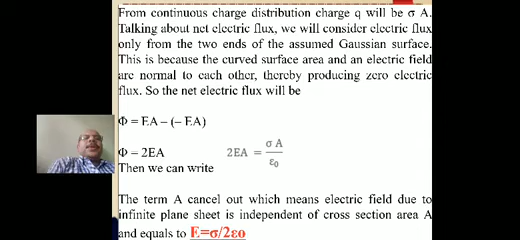 From continuous charge distribution charge q will be σ A.
Talking about net electric flux, we will consider electric flux
only from the two ends of the assumed Gaussian surface.
This is because the curved surface area and an electric field
are normal to each other, thereby producing zero electric
flux. So the net electric flux will be
Φ = EA – (– EA)
Φ = 2EA 2EA = σ A / ε₀
Then we can write
The term A cancel out which means electric field due to
infinite plane sheet is independent of cross section area A
and equals to E=σ/2εo